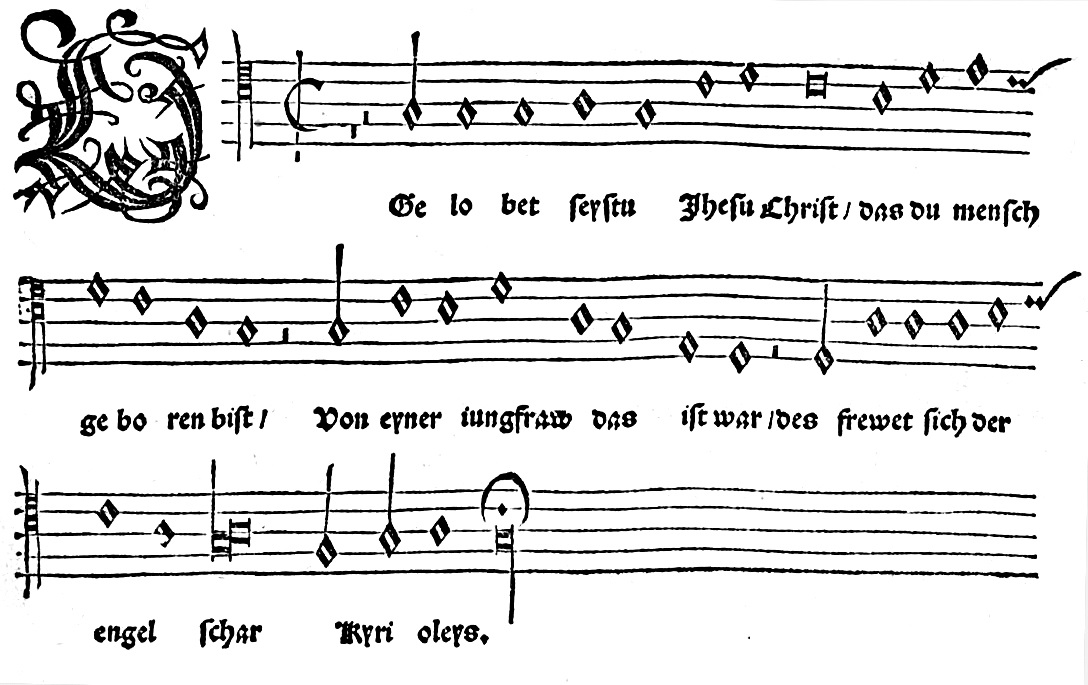 Ge lo bet seystu Jhesu Christ / das du mensch
ge bo ren bist / Von eyner iungfraw das ist war / des frewet sich der
engel schar Kyri oleys.